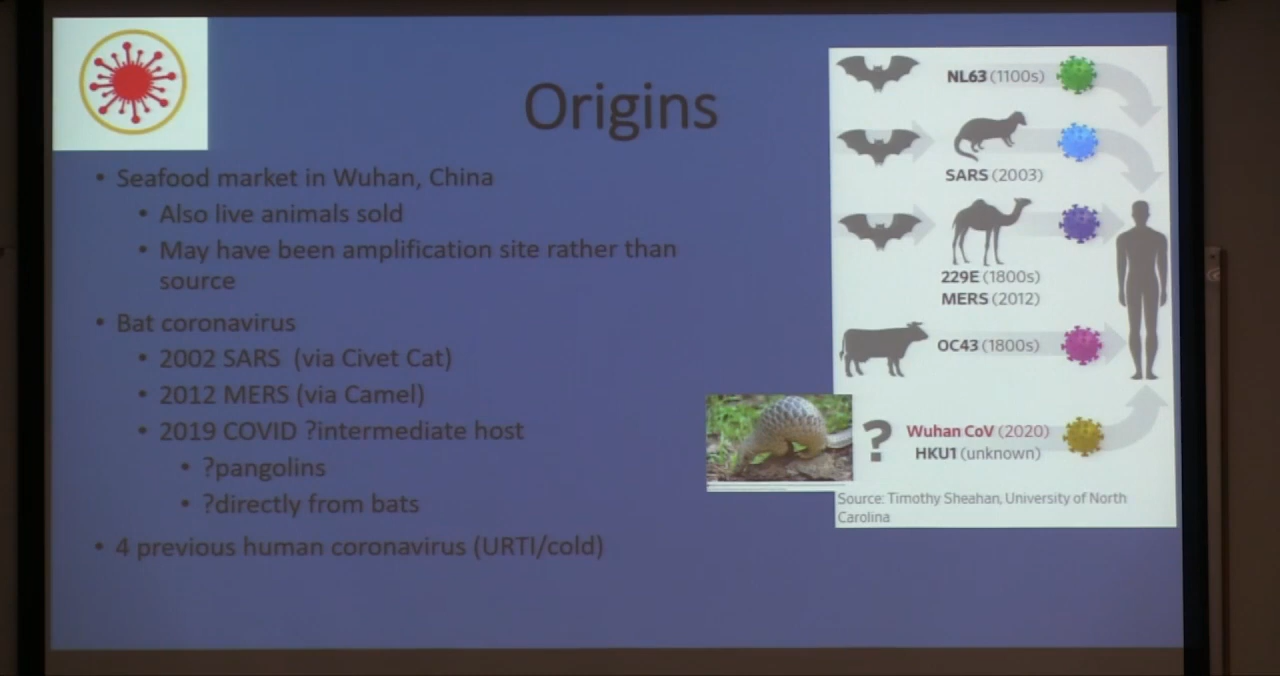 Origins
• Seafood market in Wuhan, China
• Also live animals sold
• May have been amplification site rather than
source
• Bat coronavirus
• 2002 SARS (via Civet Cat)
• 2012 MERS (via Camel)
• 2019 COVID ?intermediate host
• ?pangolins
• ?directly from bats
• 4 previous human coronavirus (URTI/cold)
NL63 (1100s)
SARS (2003)
229E (1800s)
MERS (2012)
OC43 (1800s)
?
Wuhan CoV (2020)
HKU1 (unknown)
Source: Timothy Sheahan, University of North
Carolina